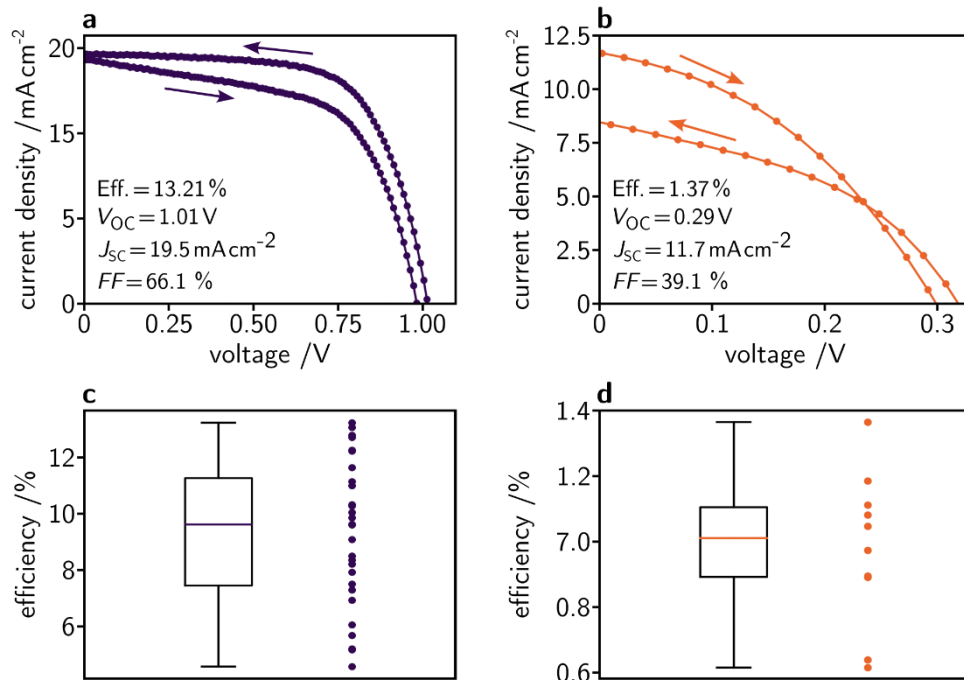 a
current density /mA cm⁻²
20
15
5
0
Eff. = 13.21 %
V_OC = 1.01 V
J_SC = 19.5 mA cm⁻²
FF = 66.1 %
0 0.25 0.50 0.75 1.00
voltage /V
b
current density /mA cm⁻²
12.5
10.0
7.5
5.0
2.5
0
Eff. = 1.37 %
V_OC = 0.29 V
J_SC = 11.7 mA cm⁻²
FF = 39.1 %
0 0.1 0.2 0.3
voltage /V
c
efficiency /%
12
10
8
6
d
efficiency /%
1.4
1.2
7.0
0.8
0.6